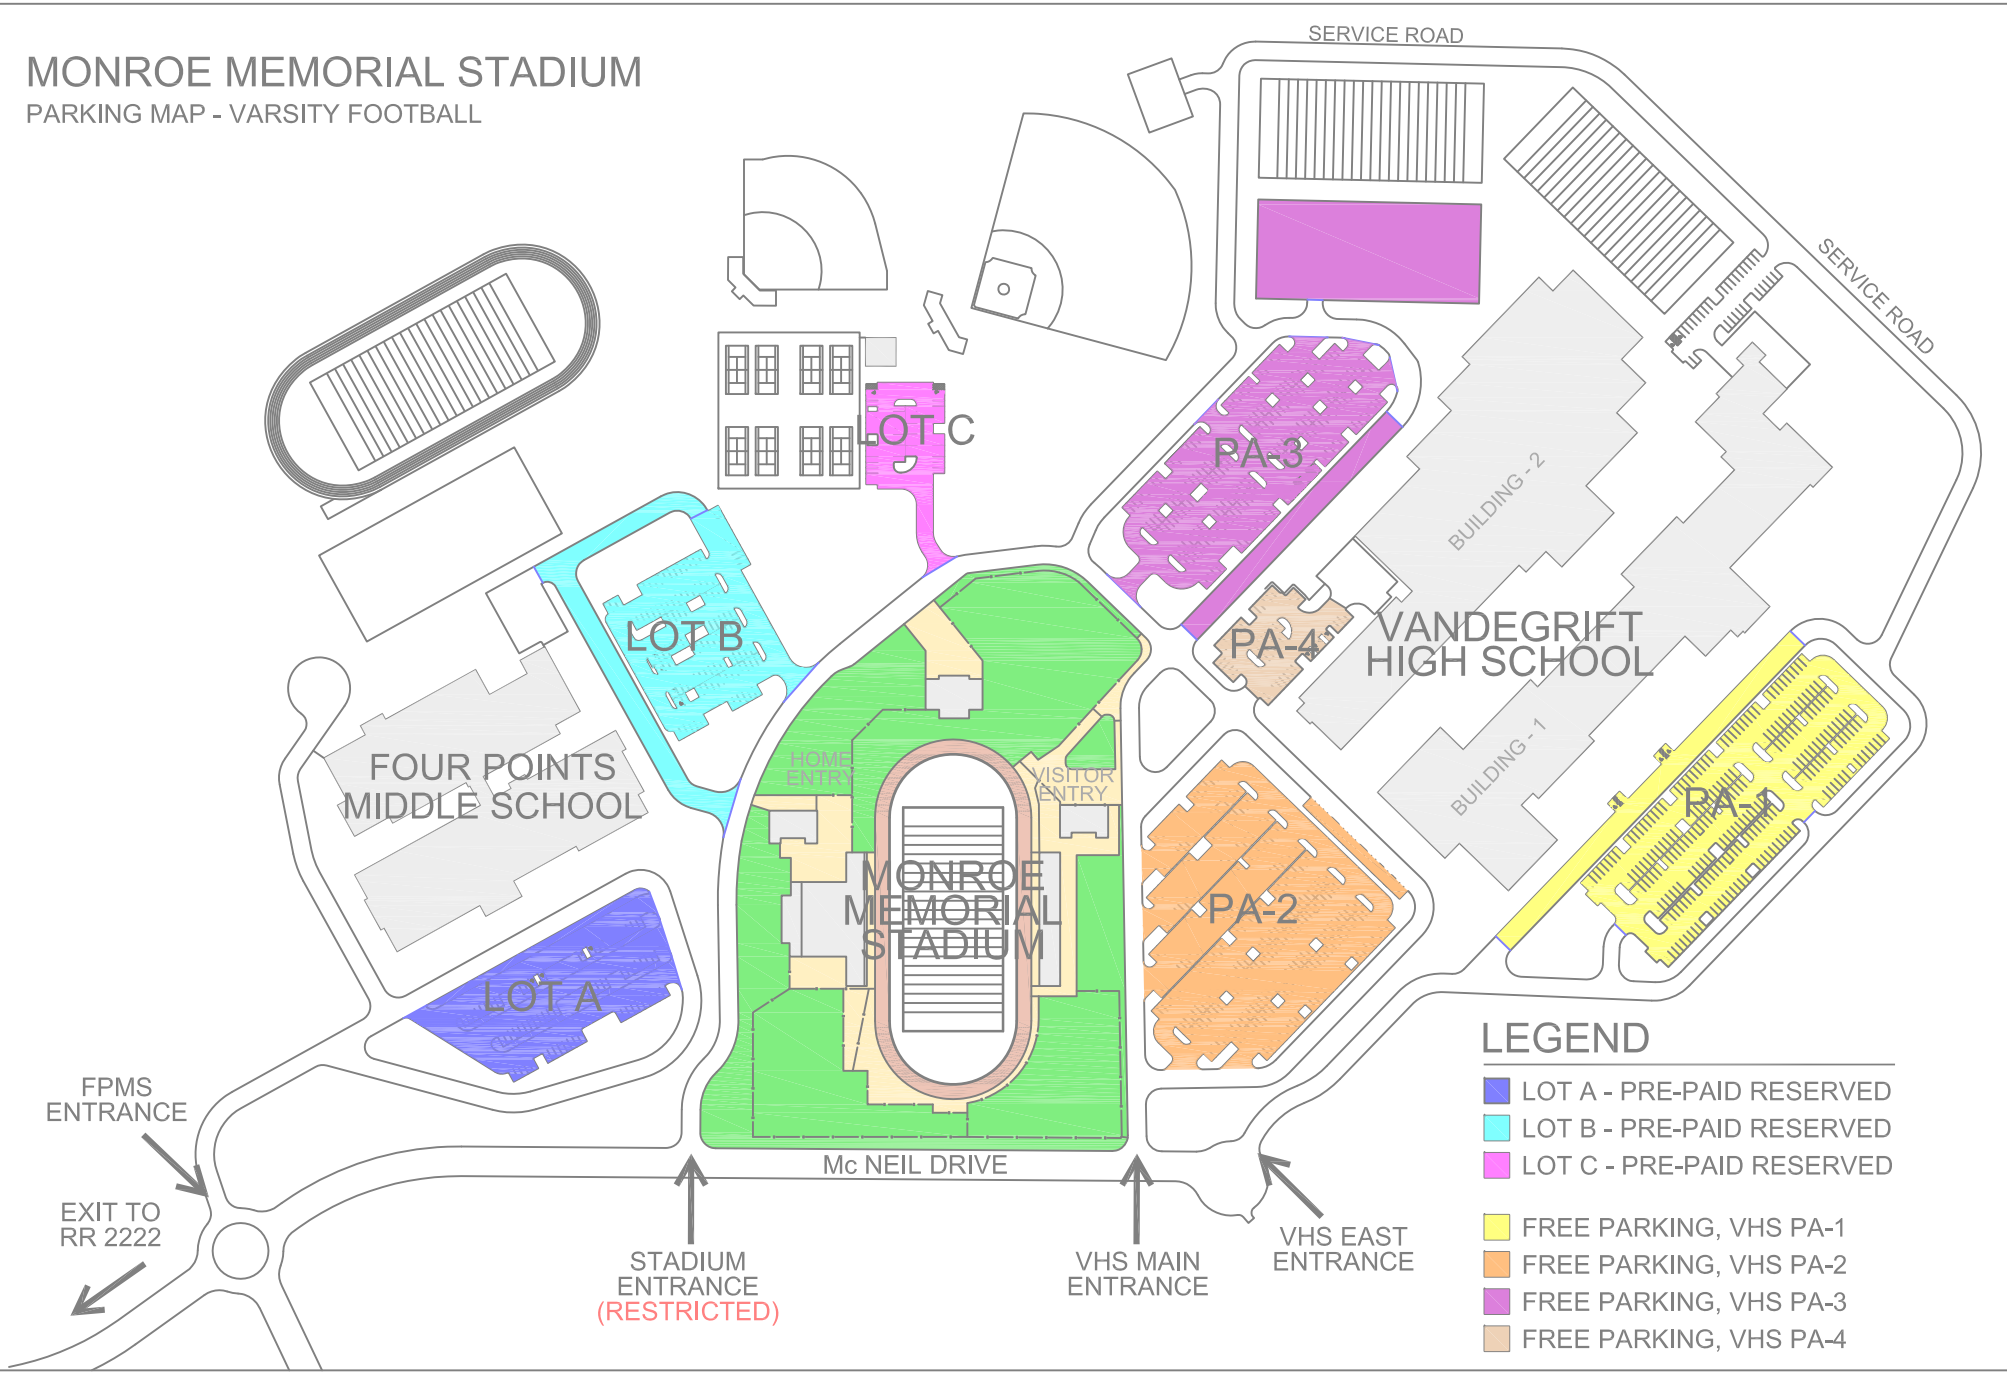 MONROE MEMORIAL STADIUM
PARKING MAP - VARSITY FOOTBALL
SERVICE ROAD
SERVICE ROAD
LOT C
PA-3
BUILDING - 2
LOT B
PA-4
VANDEGRIFT
HIGH SCHOOL
FOUR POINTS
MIDDLE SCHOOL
HOME
ENTRY
VISITOR
ENTRY
BUILDING - 1
PA-1
MONROE
MEMORIAL
STADIUM
PA-2
LOT A
FPMS
ENTRANCE
EXIT TO
RR 2222
Mc NEIL DRIVE
STADIUM
ENTRANCE
(RESTRICTED)
VHS MAIN
ENTRANCE
VHS EAST
ENTRANCE
LEGEND
LOT A - PRE-PAID RESERVED
LOT B - PRE-PAID RESERVED
LOT C - PRE-PAID RESERVED
FREE PARKING, VHS PA-1
FREE PARKING, VHS PA-2
FREE PARKING, VHS PA-3
FREE PARKING, VHS PA-4